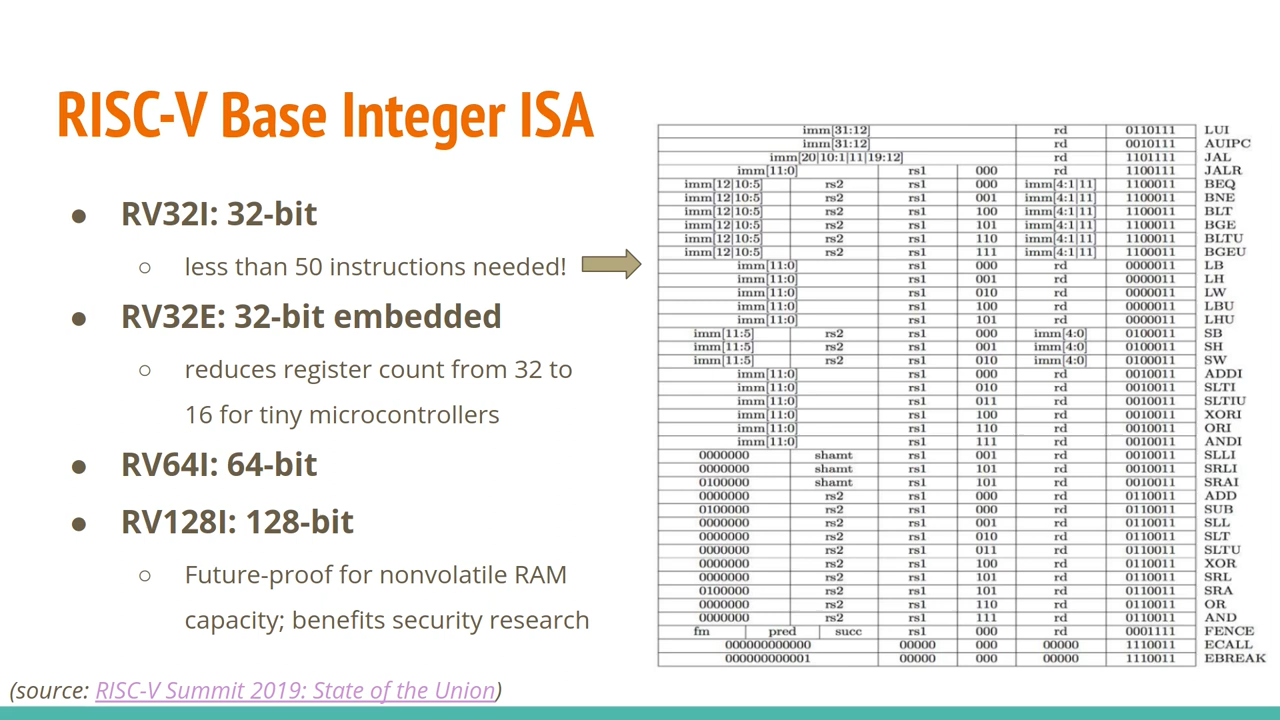 RISC-V Base Integer ISA
● RV32I: 32-bit
○ less than 50 instructions needed!
● RV32E: 32-bit embedded
○ reduces register count from 32 to
16 for tiny microcontrollers
● RV64I: 64-bit
● RV128I: 128-bit
○ Future-proof for nonvolatile RAM
capacity; benefits security research
(source: RISC-V Summit 2019: State of the Union)
imm[31:12] rd 0110111 LUI
imm[31:12] rd 0010111 AUIPC
imm[20|10:1|11|19:12] rd 1101111 JAL
imm[11:0] rs1 000 rd 1100111 JALR
imm[12|10:5] rs2 rs1 000 imm[4:1|11] 1100011 BEQ
imm[12|10:5] rs2 rs1 001 imm[4:1|11] 1100011 BNE
imm[12|10:5] rs2 rs1 100 imm[4:1|11] 1100011 BLT
imm[12|10:5] rs2 rs1 101 imm[4:1|11] 1100011 BGE
imm[12|10:5] rs2 rs1 110 imm[4:1|11] 1100011 BLTU
imm[12|10:5] rs2 rs1 111 imm[4:1|11] 1100011 BGEU
imm[11:0] rs1 000 rd 0000011 LB
imm[11:0] rs1 001 rd 0000011 LH
imm[11:0] rs1 010 rd 0000011 LW
imm[11:0] rs1 100 rd 0000011 LBU
imm[11:0] rs1 101 rd 0000011 LHU
imm[11:5] rs2 rs1 000 imm[4:0] 0100011 SB
imm[11:5] rs2 rs1 001 imm[4:0] 0100011 SH
imm[11:5] rs2 rs1 010 imm[4:0] 0100011 SW
imm[11:0] rs1 000 rd 0010011 ADDI
imm[11:0] rs1 010 rd 0010011 SLTI
imm[11:0] rs1 011 rd 0010011 SLTIU
imm[11:0] rs1 100 rd 0010011 XORI
imm[11:0] rs1 110 rd 0010011 ORI
imm[11:0] rs1 111 rd 0010011 ANDI
0000000 shamt rs1 001 rd 0010011 SLLI
0000000 shamt rs1 101 rd 0010011 SRLI
0100000 shamt rs1 101 rd 0010011 SRAI
0000000 rs2 rs1 000 rd 0110011 ADD
0100000 rs2 rs1 000 rd 0110011 SUB
0000000 rs2 rs1 001 rd 0110011 SLL
0000000 rs2 rs1 010 rd 0110011 SLT
0000000 rs2 rs1 011 rd 0110011 SLTU
0000000 rs2 rs1 100 rd 0110011 XOR
0000000 rs2 rs1 101 rd 0110011 SRL
0100000 rs2 rs1 101 rd 0110011 SRA
0000000 rs2 rs1 110 rd 0110011 OR
0000000 rs2 rs1 111 rd 0110011 AND
fm pred succ rs1 000 rd 0001111 FENCE
000000000000 00000 000 00000 1110011 ECALL
000000000001 00000 000 00000 1110011 EBREAK